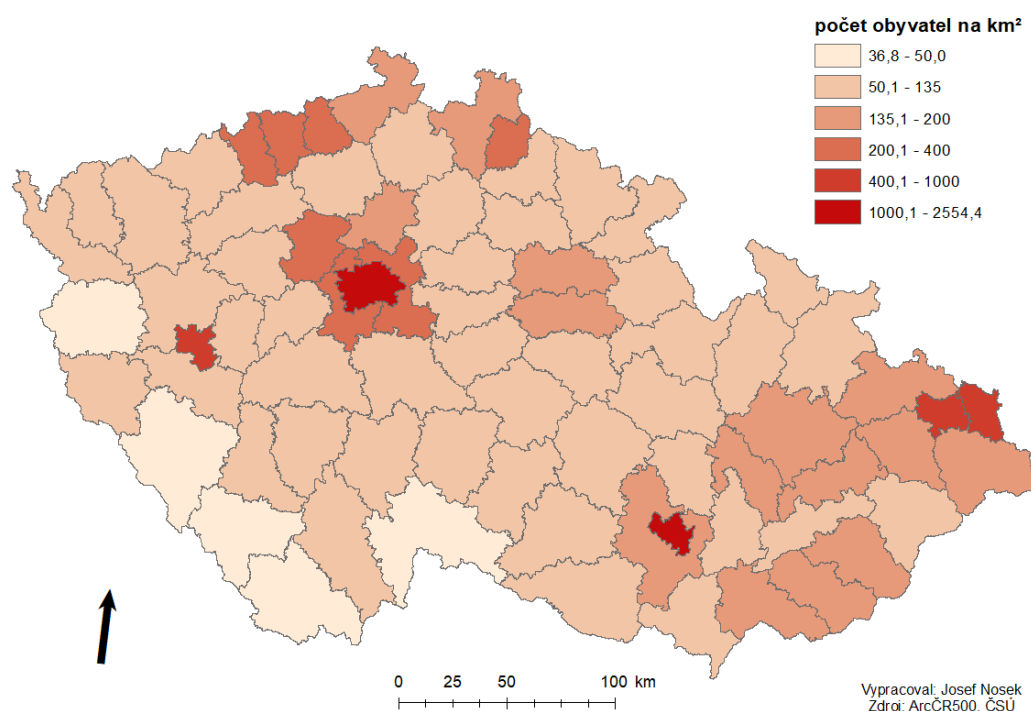 počet obyvatel na km²
36,8 - 50,0
50,1 - 135
135,1 - 200
200,1 - 400
400,1 - 1000
1000,1 - 2554,4
0 25 50 100 km
Vypracoval: Josef Nosek
Zdroj: ArcČR500, ČSÚ